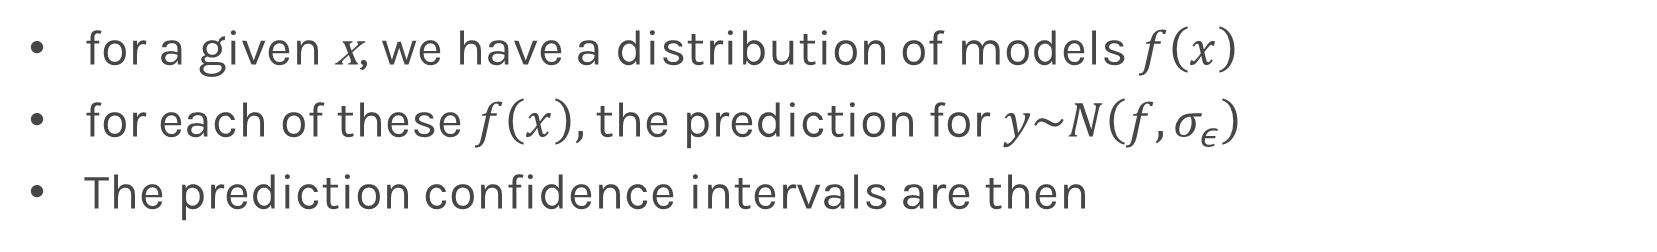 • for a given x, we have a distribution of models f(x)
• for each of these f(x), the prediction for y~N(f, σ_ϵ)
• The prediction confidence intervals are then